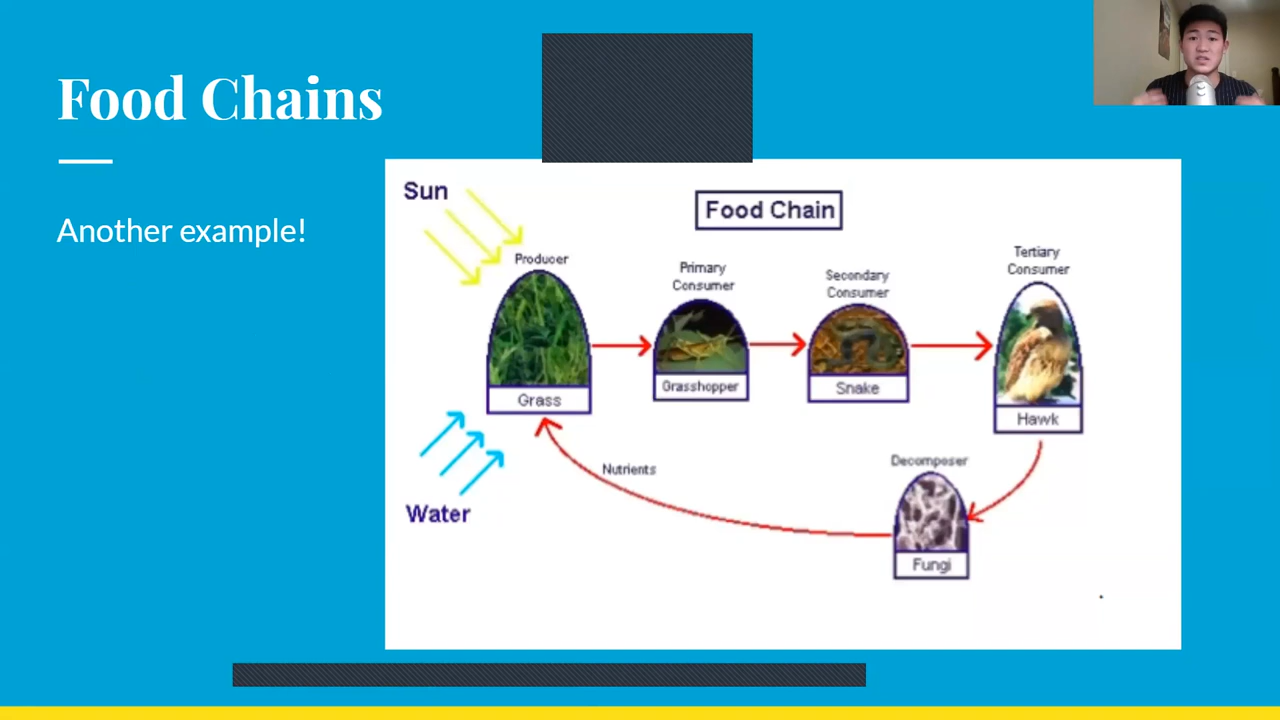 Food Chains
Another example!
Sun
Food Chain
Producer
Primary
Consumer
Secondary
Consumer
Tertiary
Consumer
Grass
Grasshopper
Snake
Hawk
Nutrients
Decomposer
Water
Fungi